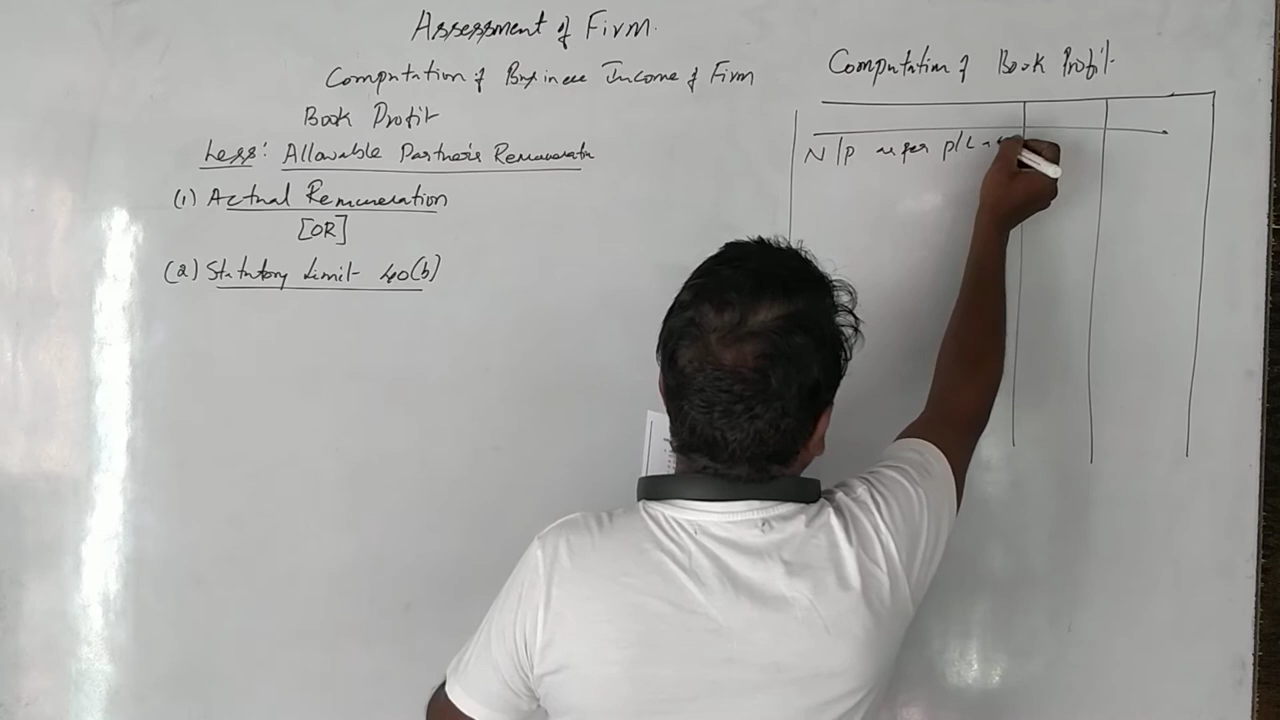 Assessment of Firm.
Computation of Business Income of Firm
Book Profit
Less: Allowable Partner's Remuneration
(1) Actual Remuneration
[OR]
(2) Statutory Limit 40(b)
Computation of Book Profit
N/P as per P/L